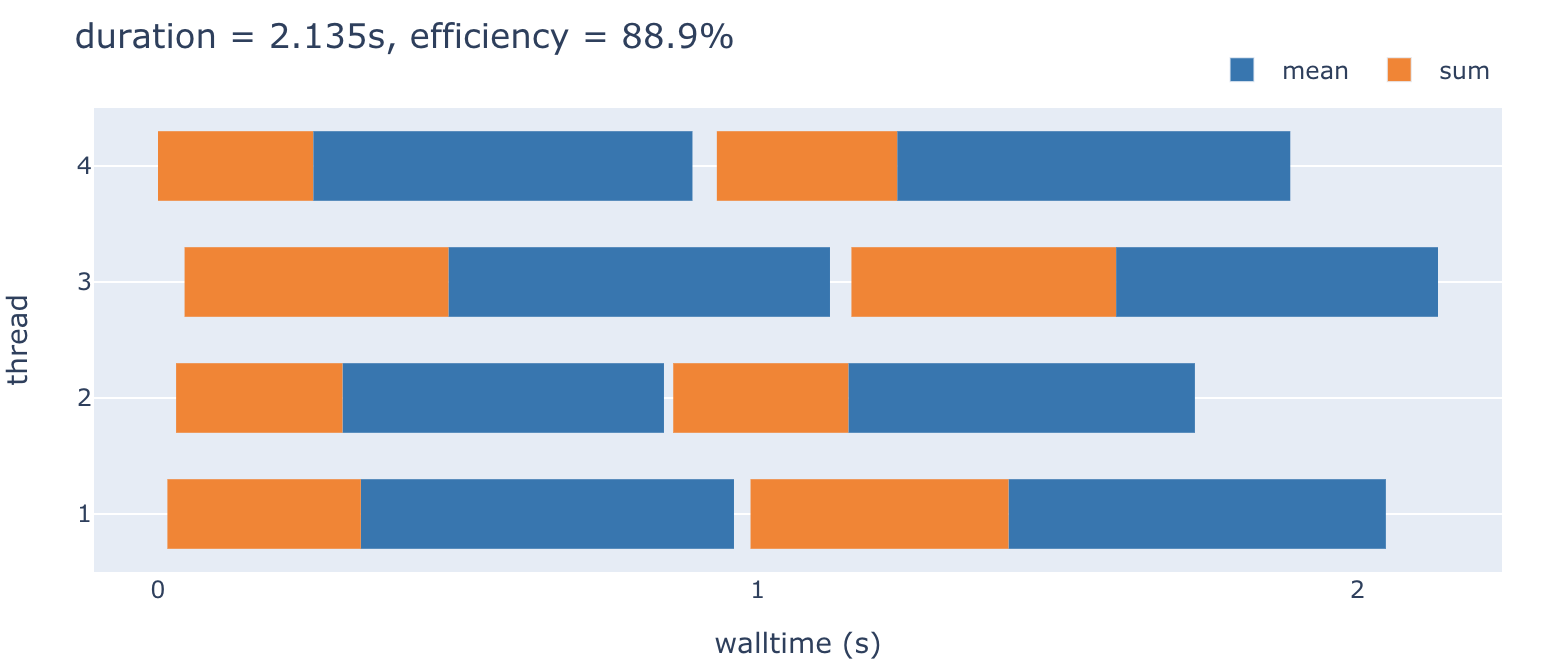 duration = 2.135s, efficiency = 88.9%
mean
sum
4
3
2
1
thread
0
1
2
walltime (s)